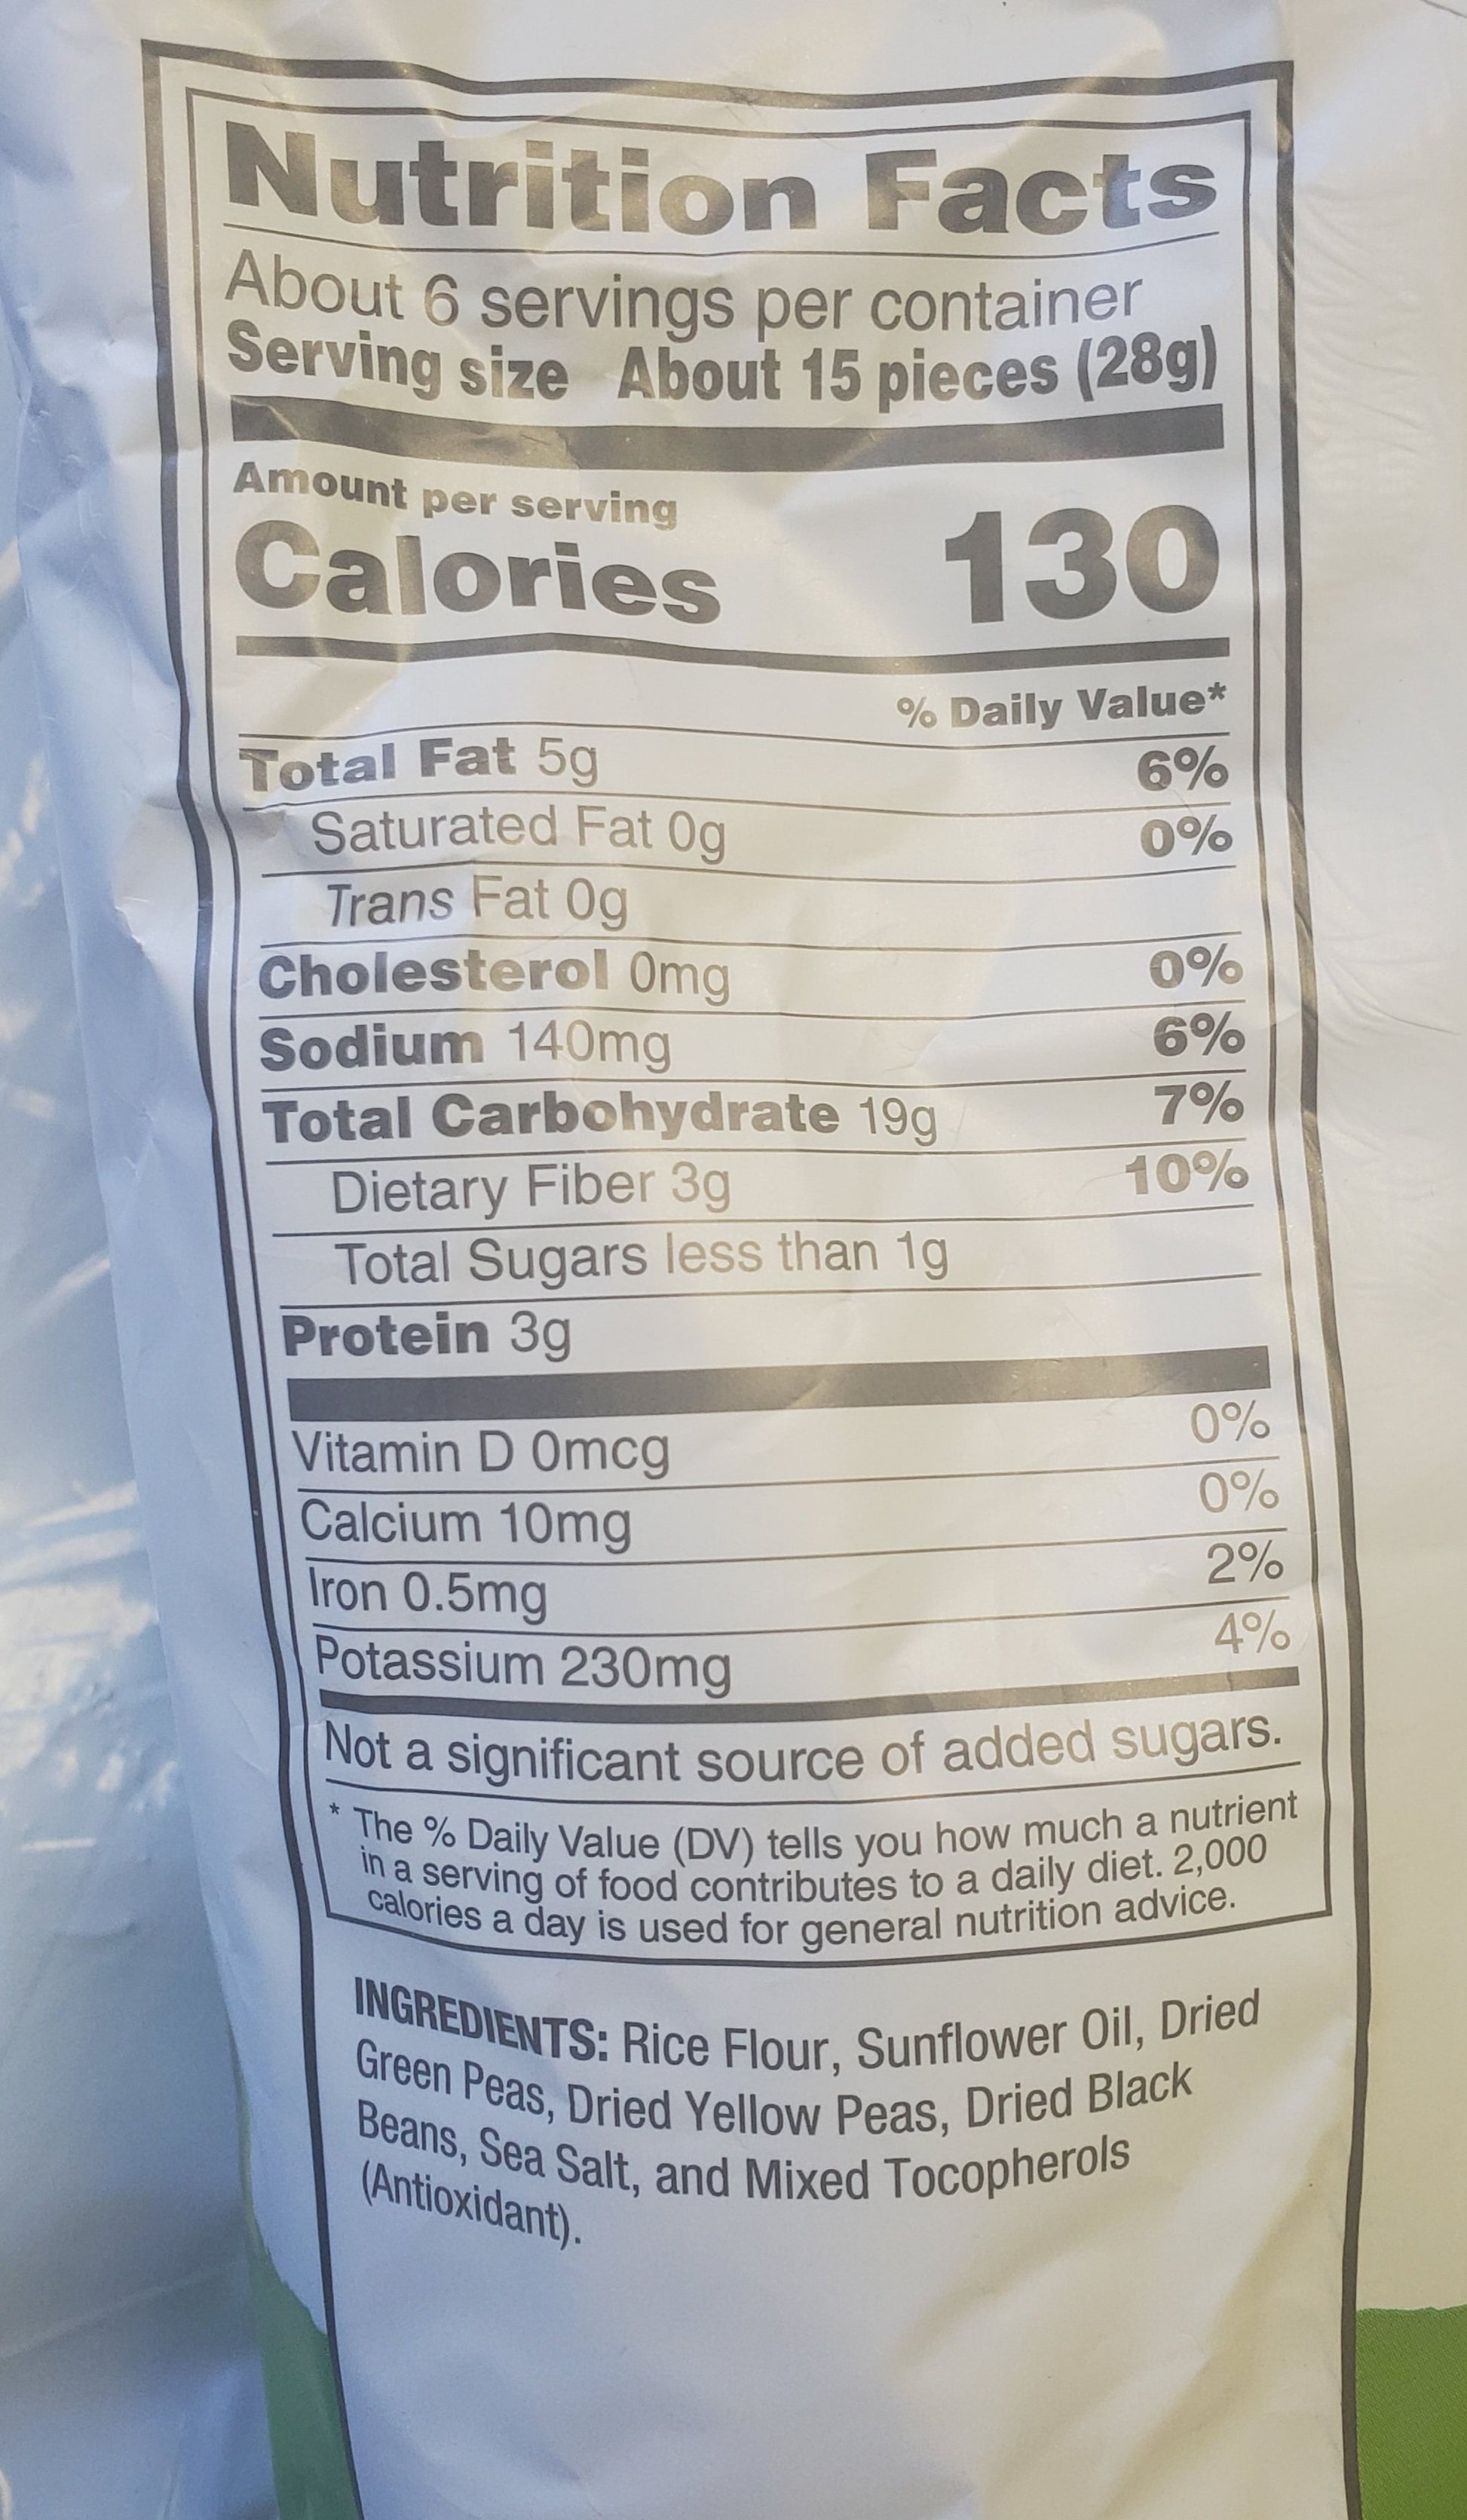 Nutrition Facts
About 6 servings per container
Serving size About 15 pieces (28g)
Amount per serving
Calories 130
% Daily Value*
Total Fat 5g 6%
Saturated Fat 0g 0%
Trans Fat 0g
Cholesterol 0mg 0%
Sodium 140mg 6%
Total Carbohydrate 19g 7%
Dietary Fiber 3g 10%
Total Sugars less than 1g
Protein 3g
Vitamin D 0mcg 0%
Calcium 10mg 0%
Iron 0.5mg 2%
Potassium 230mg 4%
Not a significant source of added sugars.
* The % Daily Value (DV) tells you how much a nutrient
in a serving of food contributes to a daily diet. 2,000
calories a day is used for general nutrition advice.
INGREDIENTS: Rice Flour, Sunflower Oil, Dried
Green Peas, Dried Yellow Peas, Dried Black
Beans, Sea Salt, and Mixed Tocopherols
(Antioxidant).